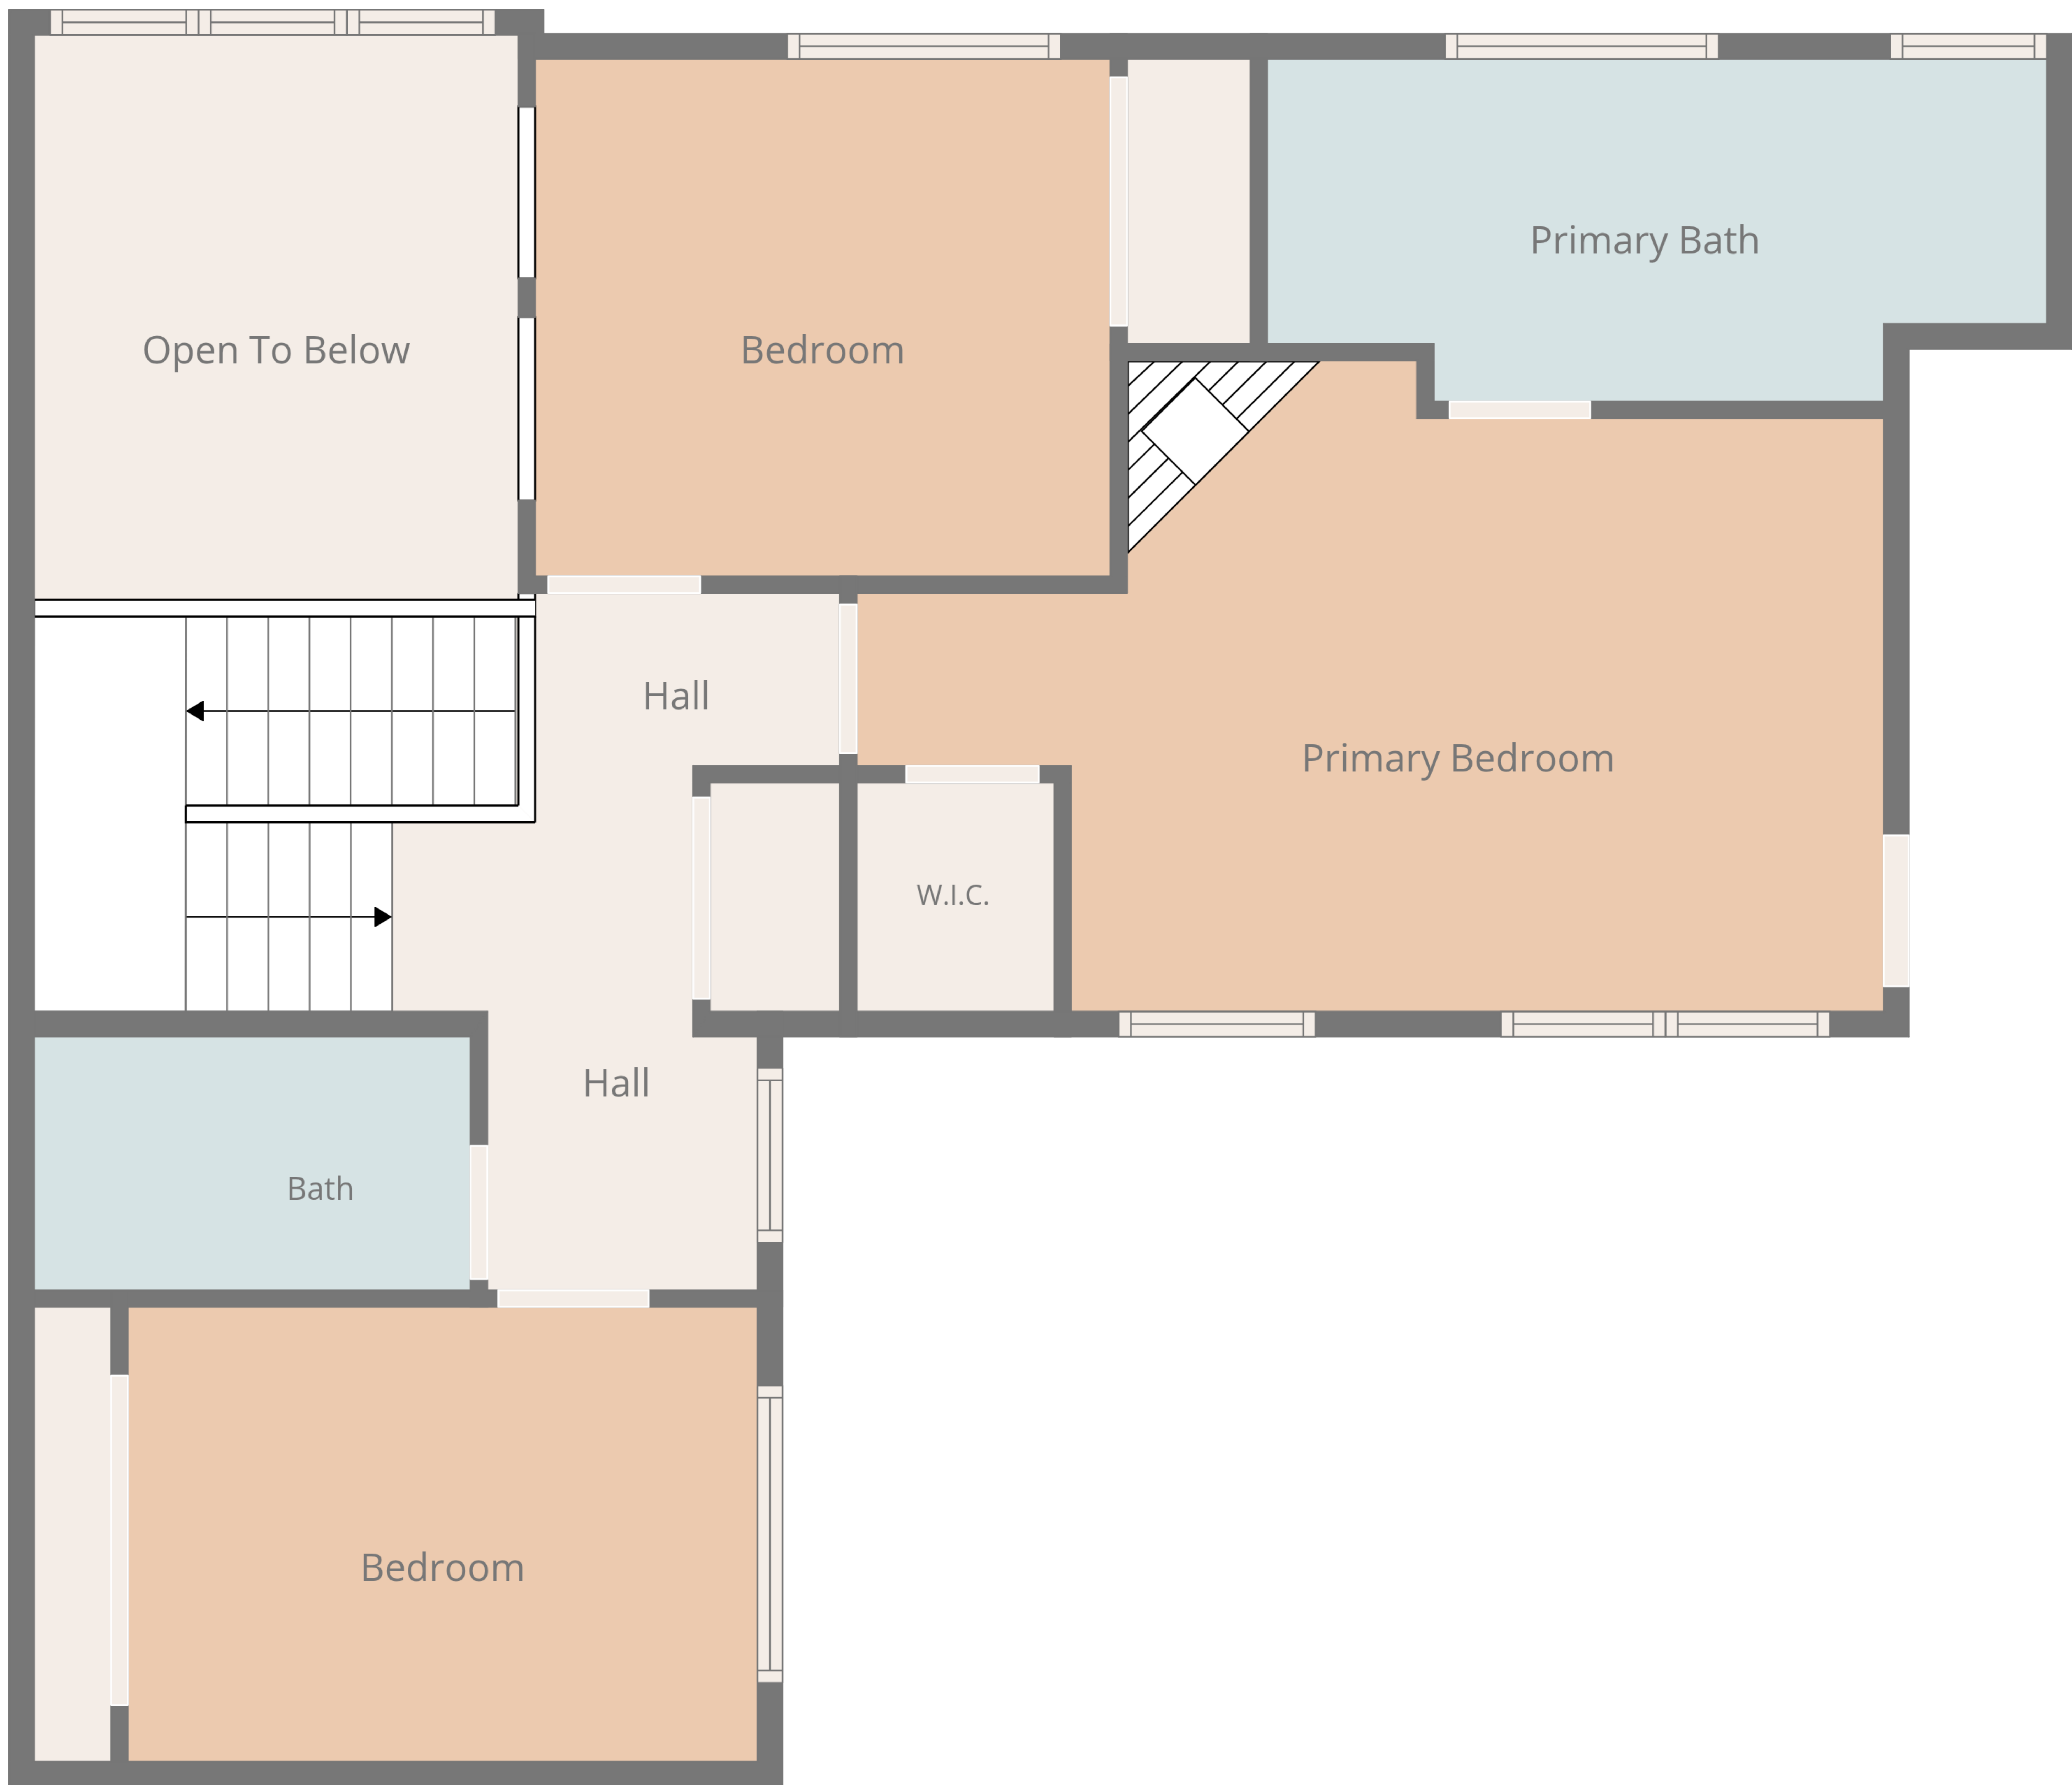 Primary Bath
Open To Below
Bedroom
Hall
Primary Bedroom
W.I.C.
Hall
Bath
Bedroom